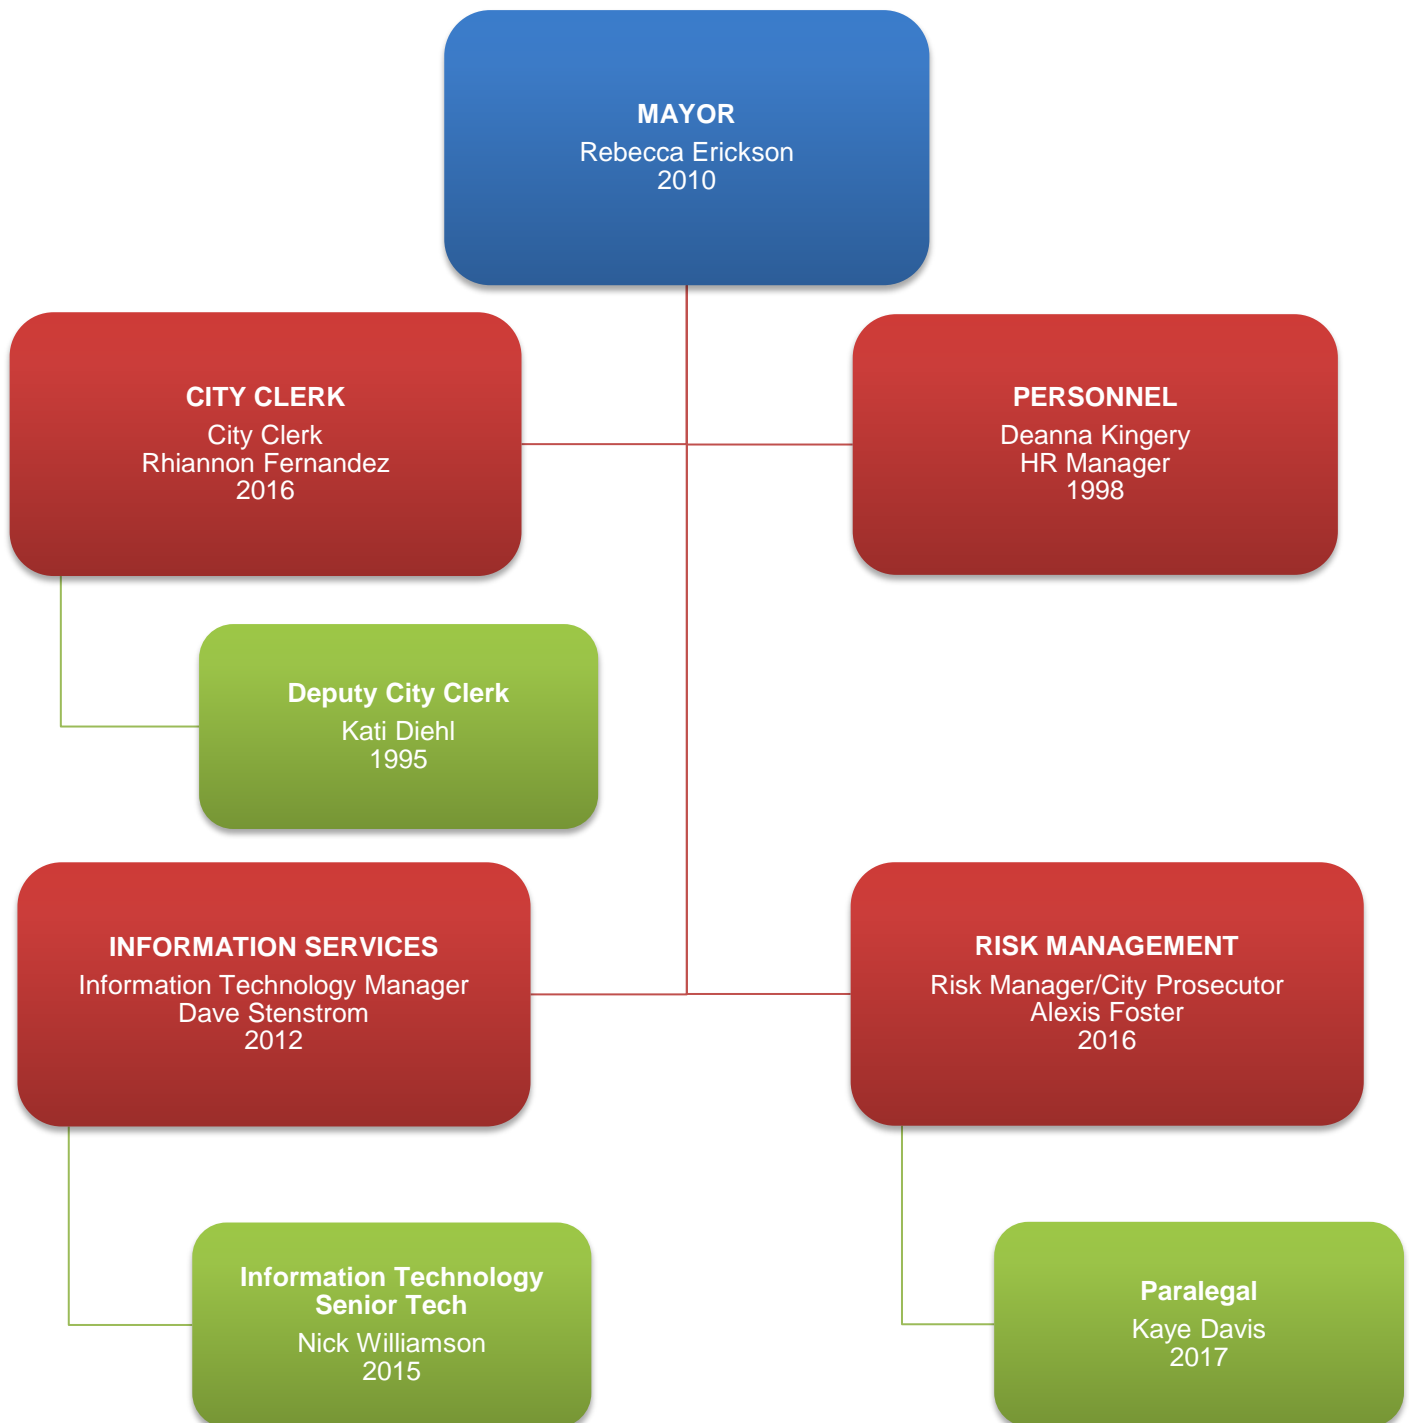 MAYOR
Rebecca Erickson
2010
CITY CLERK
City Clerk
Rhiannon Fernandez
2016
PERSONNEL
Deanna Kingery
HR Manager
1998
Deputy City Clerk
Kati Diehl
1995
INFORMATION SERVICES
Information Technology Manager
Dave Stenstrom
2012
RISK MANAGEMENT
Risk Manager/City Prosecutor
Alexis Foster
2016
Information Technology
Senior Tech
Nick Williamson
2015
Paralegal
Kaye Davis
2017